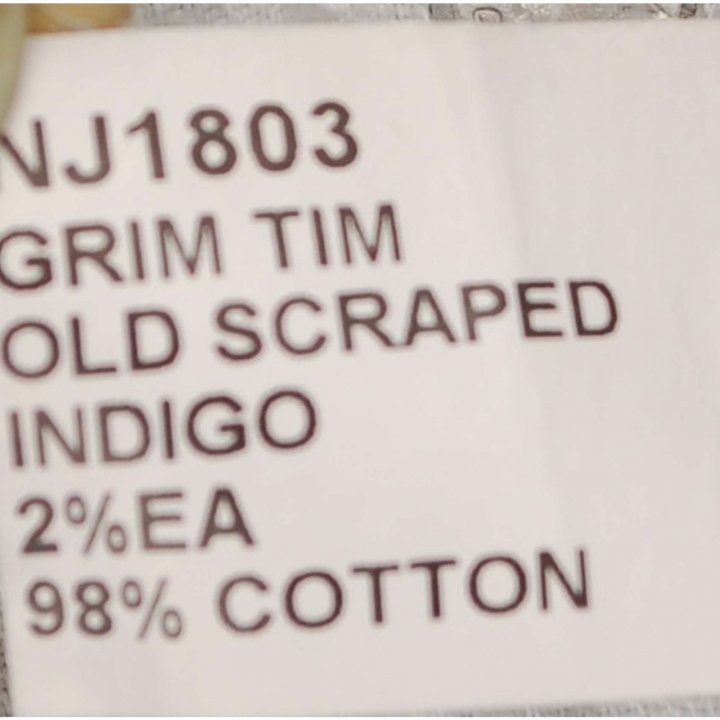 NJ1803
GRIM TIM
OLD SCRAPED
INDIGO
2%EA
98% COTTON